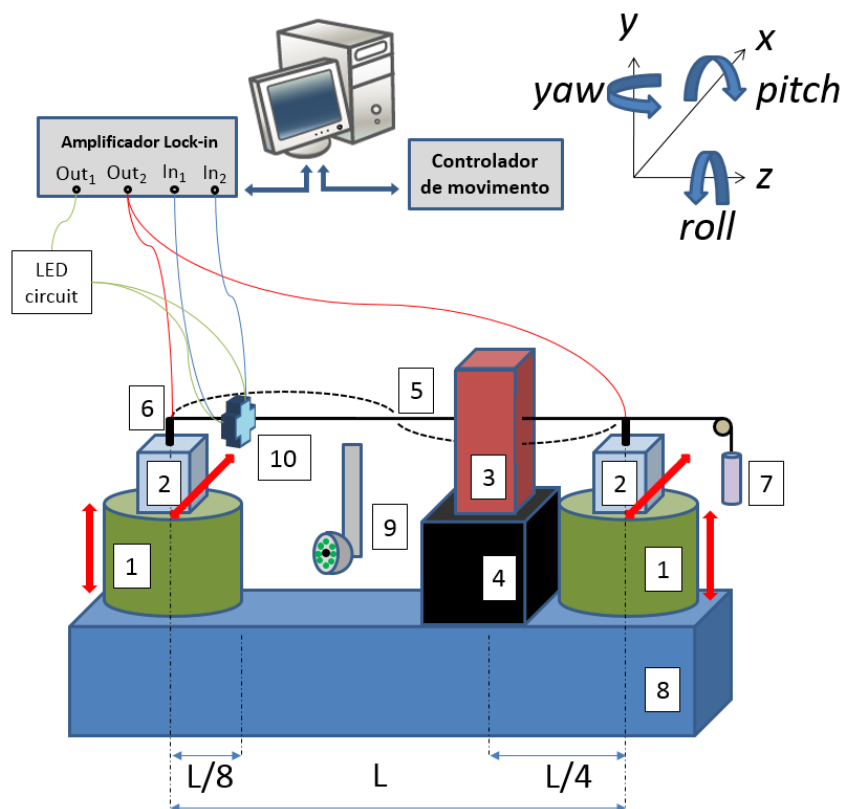 y
x
yaw
pitch
z
roll
Amplificador Lock-in
Out₁ Out₂ In₁ In₂
Controlador
de movimento
LED
circuit
5
6
10
2
3
2
7
9
1
4
1
8
L/8
L
L/4